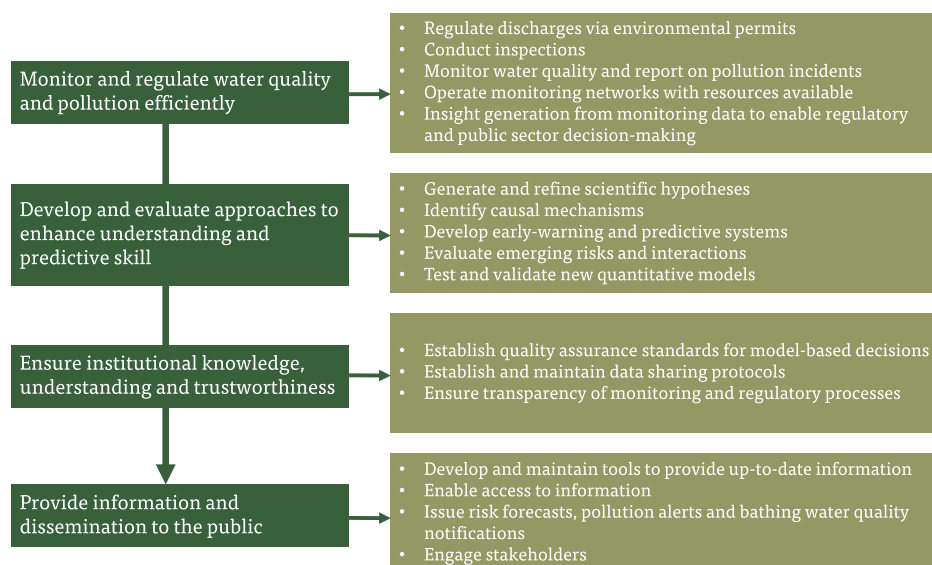 Monitor and regulate water quality
and pollution efficiently
• Regulate discharges via environmental permits
• Conduct inspections
• Monitor water quality and report on pollution incidents
• Operate monitoring networks with resources available
• Insight generation from monitoring data to enable regulatory
and public sector decision-making
Develop and evaluate approaches to
enhance understanding and
predictive skill
• Generate and refine scientific hypotheses
• Identify causal mechanisms
• Develop early-warning and predictive systems
• Evaluate emerging risks and interactions
• Test and validate new quantitative models
Ensure institutional knowledge,
understanding and trustworthiness
• Establish quality assurance standards for model-based decisions
• Establish and maintain data sharing protocols
• Ensure transparency of monitoring and regulatory processes
Provide information and
dissemination to the public
• Develop and maintain tools to provide up-to-date information
• Enable access to information
• Issue risk forecasts, pollution alerts and bathing water quality
notifications
• Engage stakeholders